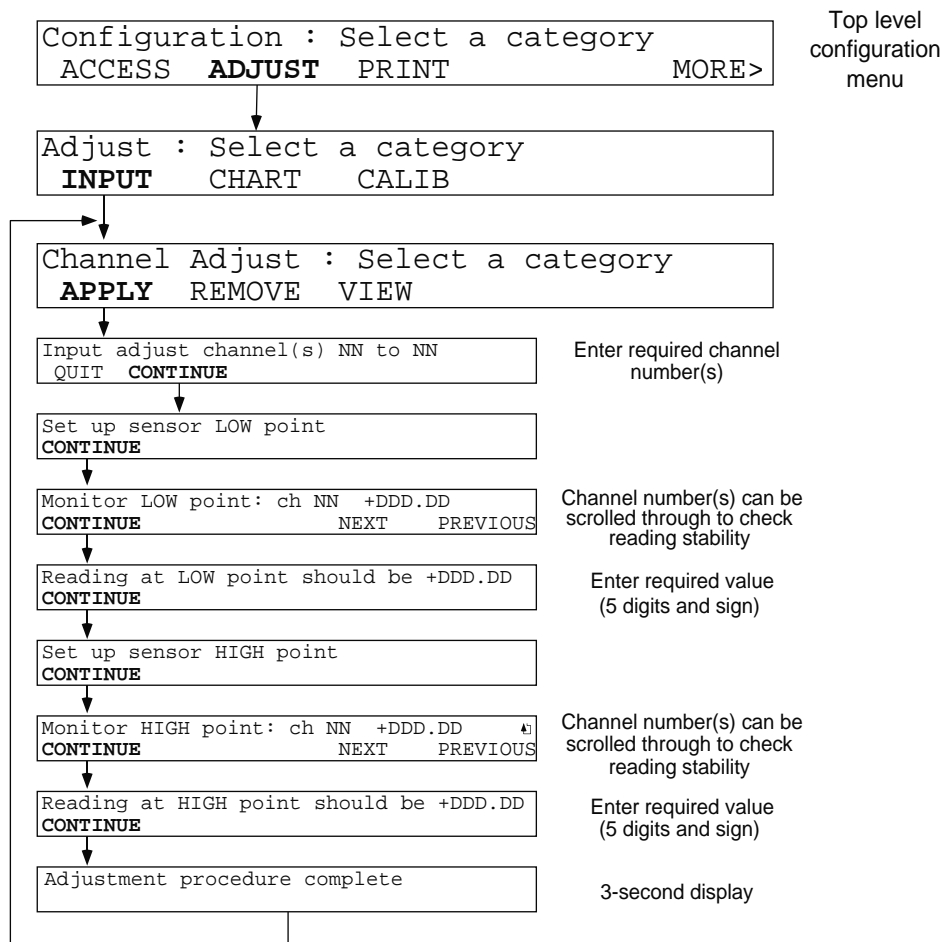 Configuration : Select a category
ACCESS ADJUST PRINT MORE>
Top level
configuration
menu
Adjust : Select a category
INPUT CHART CALIB
Channel Adjust : Select a category
APPLY REMOVE VIEW
Input adjust channel(s) NN to NN
QUIT CONTINUE
Enter required channel
number(s)
Set up sensor LOW point
CONTINUE
Monitor LOW point: ch NN +DDD.DD
CONTINUE NEXT PREVIOUS
Channel number(s) can be
scrolled through to check
reading stability
Reading at LOW point should be +DDD.DD
CONTINUE
Enter required value
(5 digits and sign)
Set up sensor HIGH point
CONTINUE
Monitor HIGH point: ch NN +DDD.DD
CONTINUE NEXT PREVIOUS
Channel number(s) can be
scrolled through to check
reading stability
Reading at HIGH point should be +DDD.DD
CONTINUE
Enter required value
(5 digits and sign)
Adjustment procedure complete
3-second display